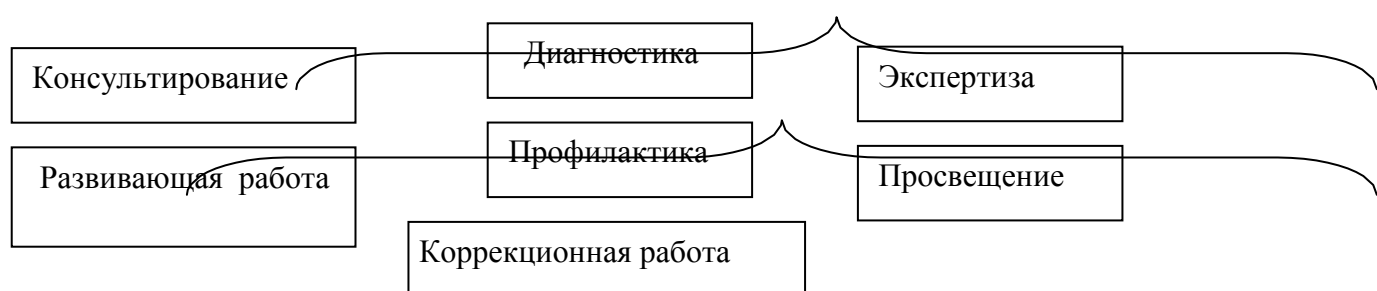 Консультирование
Диагностика
Экспертиза
Развивающая работа
Профилактика
Просвещение
Коррекционная работа